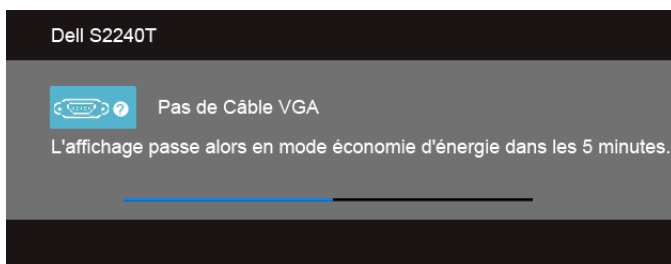 Dell S2240T
Pas de Câble VGA
L'affichage passe alors en mode économie d'énergie dans les 5 minutes.